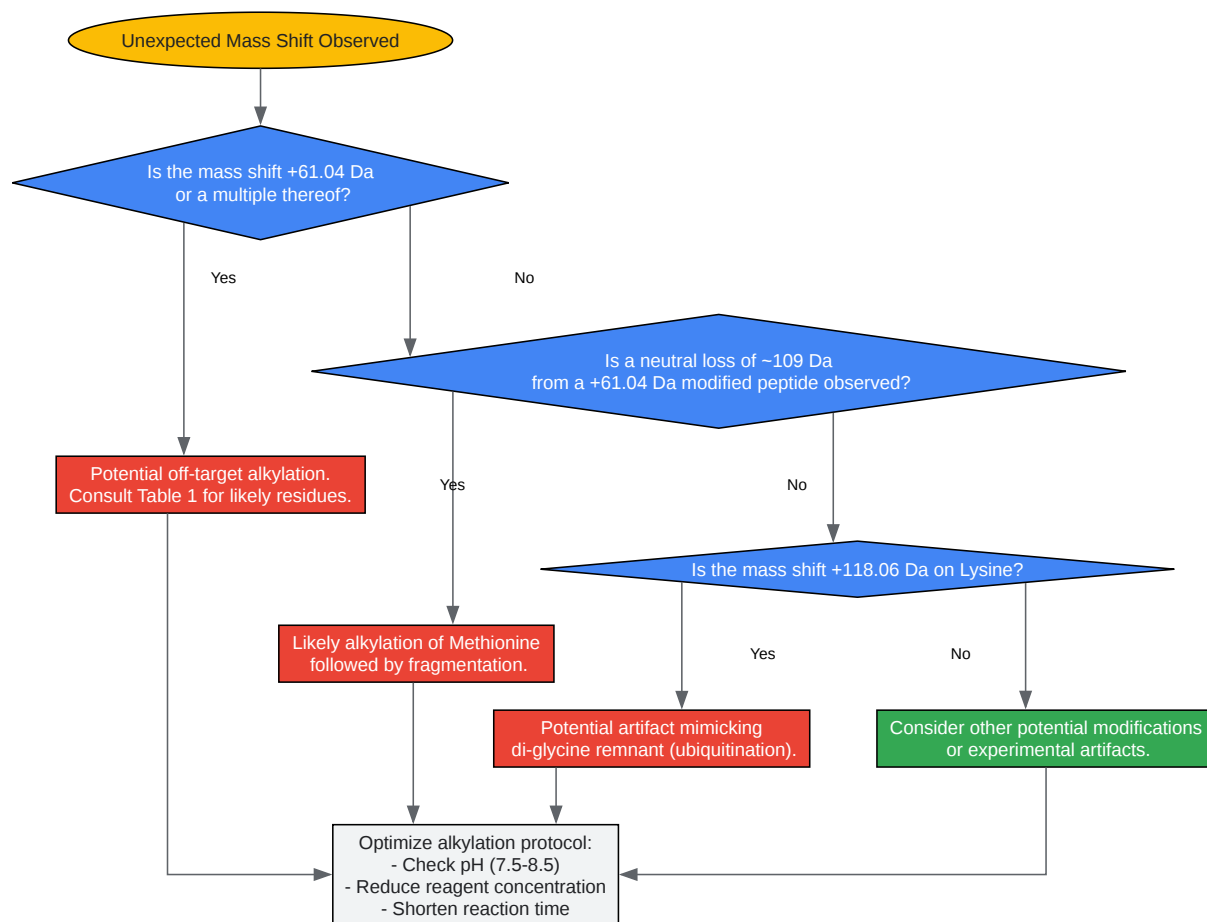 Unexpected Mass Shift Observed
Is the mass shift +61.04 Da
or a multiple thereof?
Yes
No
Is a neutral loss of ~109 Da
from a +61.04 Da modified peptide observed?
Potential off-target alkylation.
Consult Table 1 for likely residues.
Yes
No
Is the mass shift +118.06 Da on Lysine?
Likely alkylation of Methionine
followed by fragmentation.
Yes
No
Potential artifact mimicking
di-glycine remnant (ubiquitination).
Consider other potential modifications
or experimental artifacts.
Optimize alkylation protocol:
- Check pH (7.5-8.5)
- Reduce reagent concentration
- Shorten reaction time